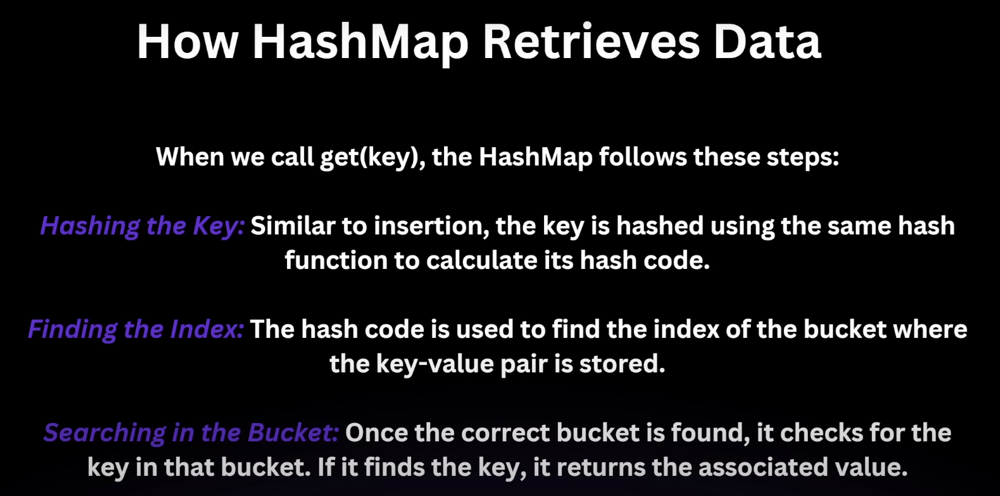 How HashMap Retrieves Data
When we call get(key), the HashMap follows these steps:
Hashing the Key: Similar to insertion, the key is hashed using the same hash
function to calculate its hash code.
Finding the Index: The hash code is used to find the index of the bucket where
the key-value pair is stored.
Searching in the Bucket: Once the correct bucket is found, it checks for the
key in that bucket. If it finds the key, it returns the associated value.